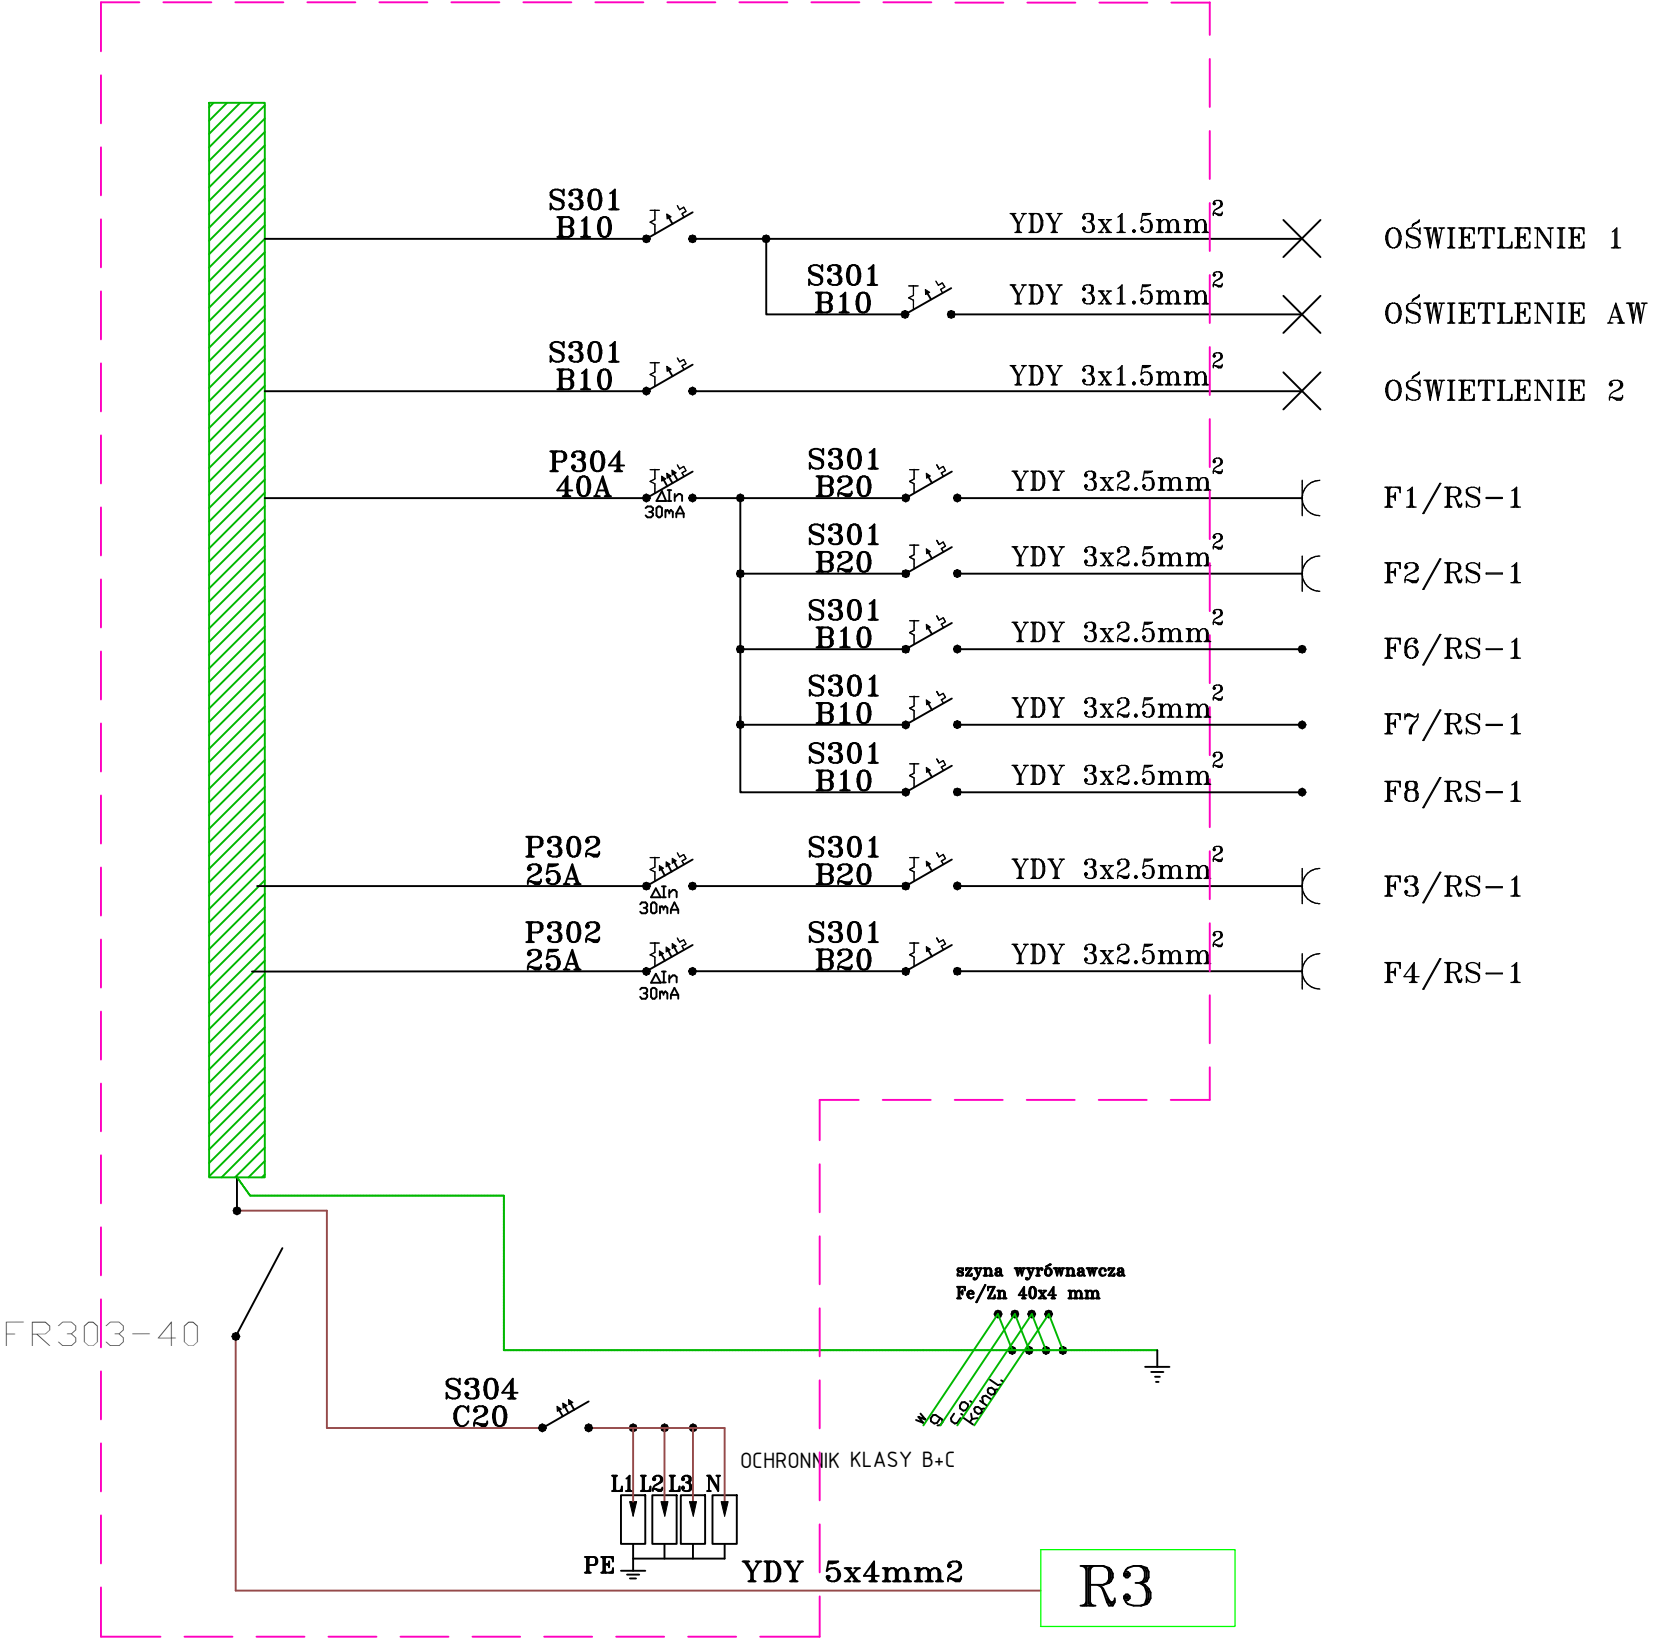 S301
B10
YDY 3x1.5mm²
OŚWIETLENIE 1
S301
B10
YDY 3x1.5mm²
OŚWIETLENIE AW
S301
B10
YDY 3x1.5mm²
OŚWIETLENIE 2
P304
40A
ΔIn
30mA
S301
B20
YDY 3x2.5mm²
F1/RS-1
S301
B20
YDY 3x2.5mm²
F2/RS-1
S301
B10
YDY 3x2.5mm²
F6/RS-1
S301
B10
YDY 3x2.5mm²
F7/RS-1
S301
B10
YDY 3x2.5mm²
F8/RS-1
P302
25A
ΔIn
30mA
S301
B20
YDY 3x2.5mm²
F3/RS-1
P302
25A
ΔIn
30mA
S301
B20
YDY 3x2.5mm²
F4/RS-1
szyna wyrównawcza
Fe/Zn 40x4 mm
FR303-40
w
g
c.o.
kanal.
S304
C20
OCHRONNIK KLASY B+C
L1 L2 L3 N
PE
YDY 5x4mm2
R3